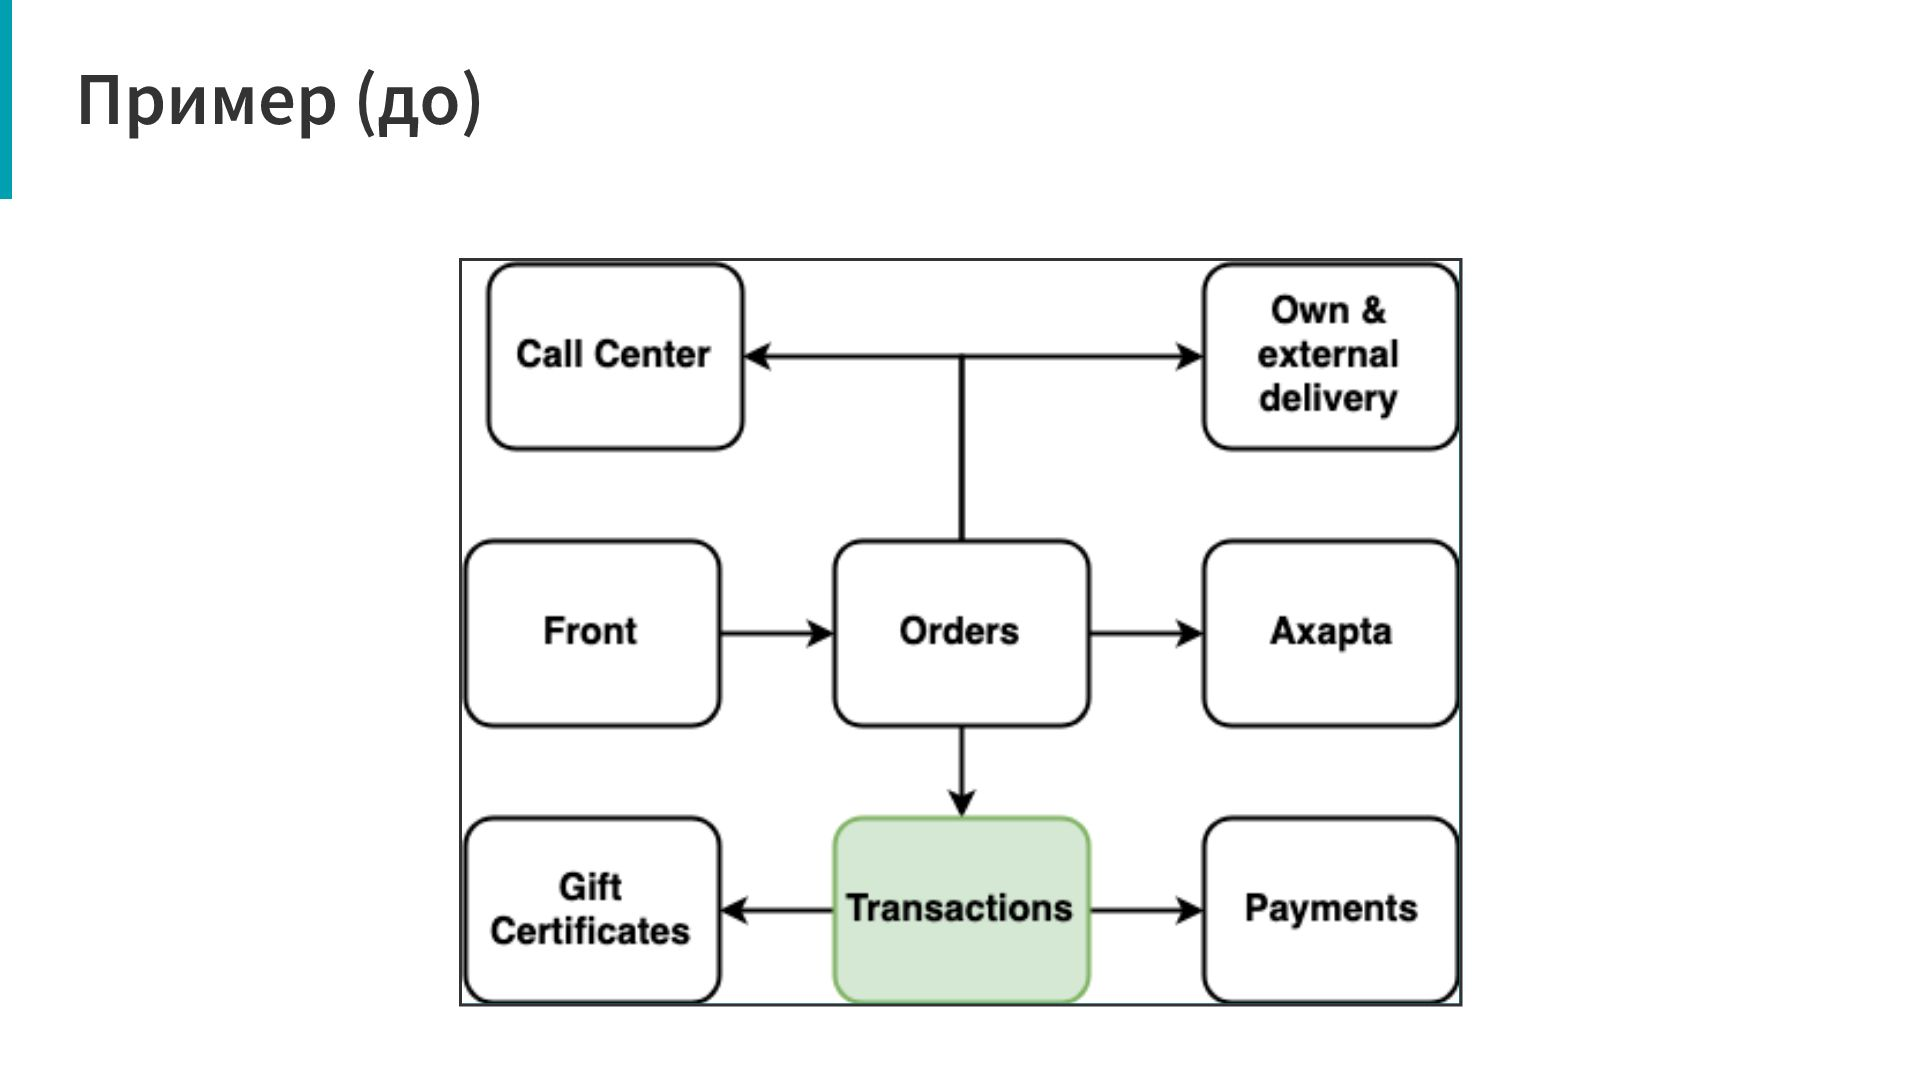 Пример (до)
Call Center
Own &
external
delivery
Front
Orders
Axapta
Gift
Certificates
Transactions
Payments